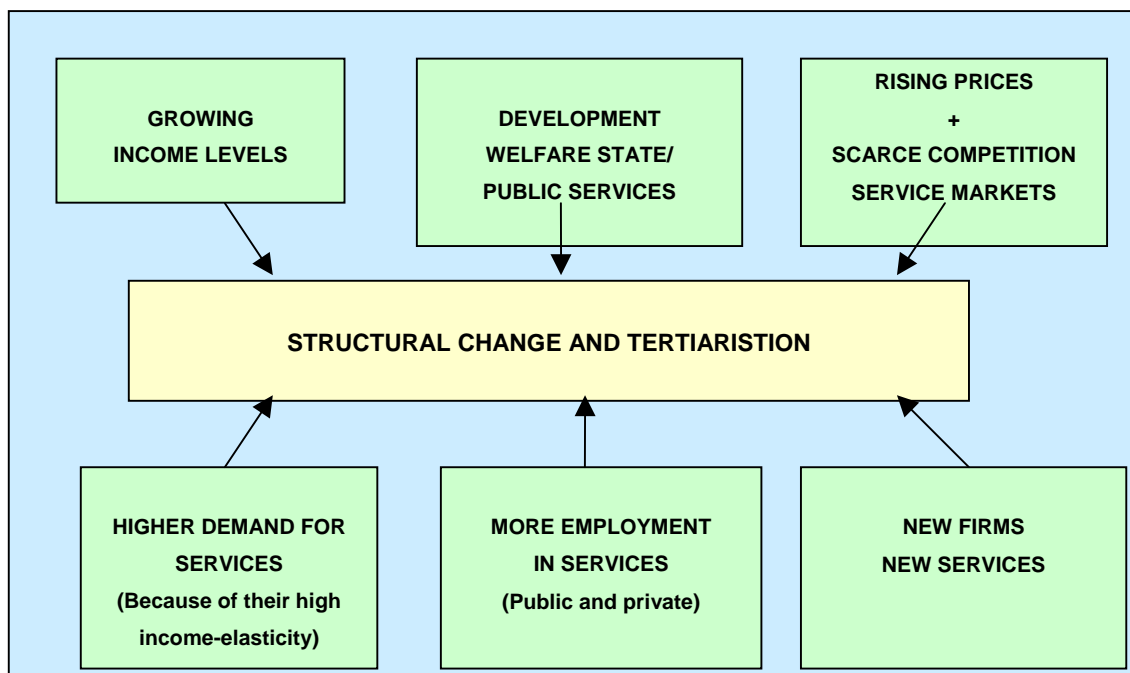 GROWING
INCOME LEVELS
DEVELOPMENT
WELFARE STATE/
PUBLIC SERVICES
RISING PRICES
+
SCARCE COMPETITION
SERVICE MARKETS
STRUCTURAL CHANGE AND TERTIARISTION
HIGHER DEMAND FOR
SERVICES
(Because of their high
income-elasticity)
MORE EMPLOYMENT
IN SERVICES
(Public and private)
NEW FIRMS
NEW SERVICES